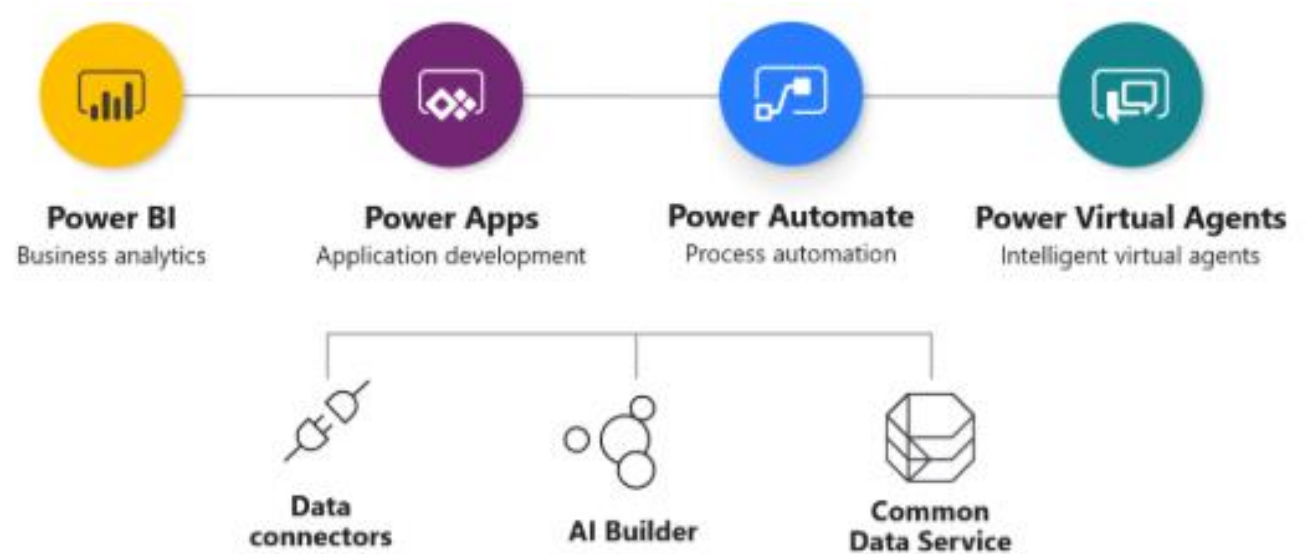 Power BI
Business analytics
Power Apps
Application development
Power Automate
Process automation
Power Virtual Agents
Intelligent virtual agents
Data
connectors
AI Builder
Common
Data Service